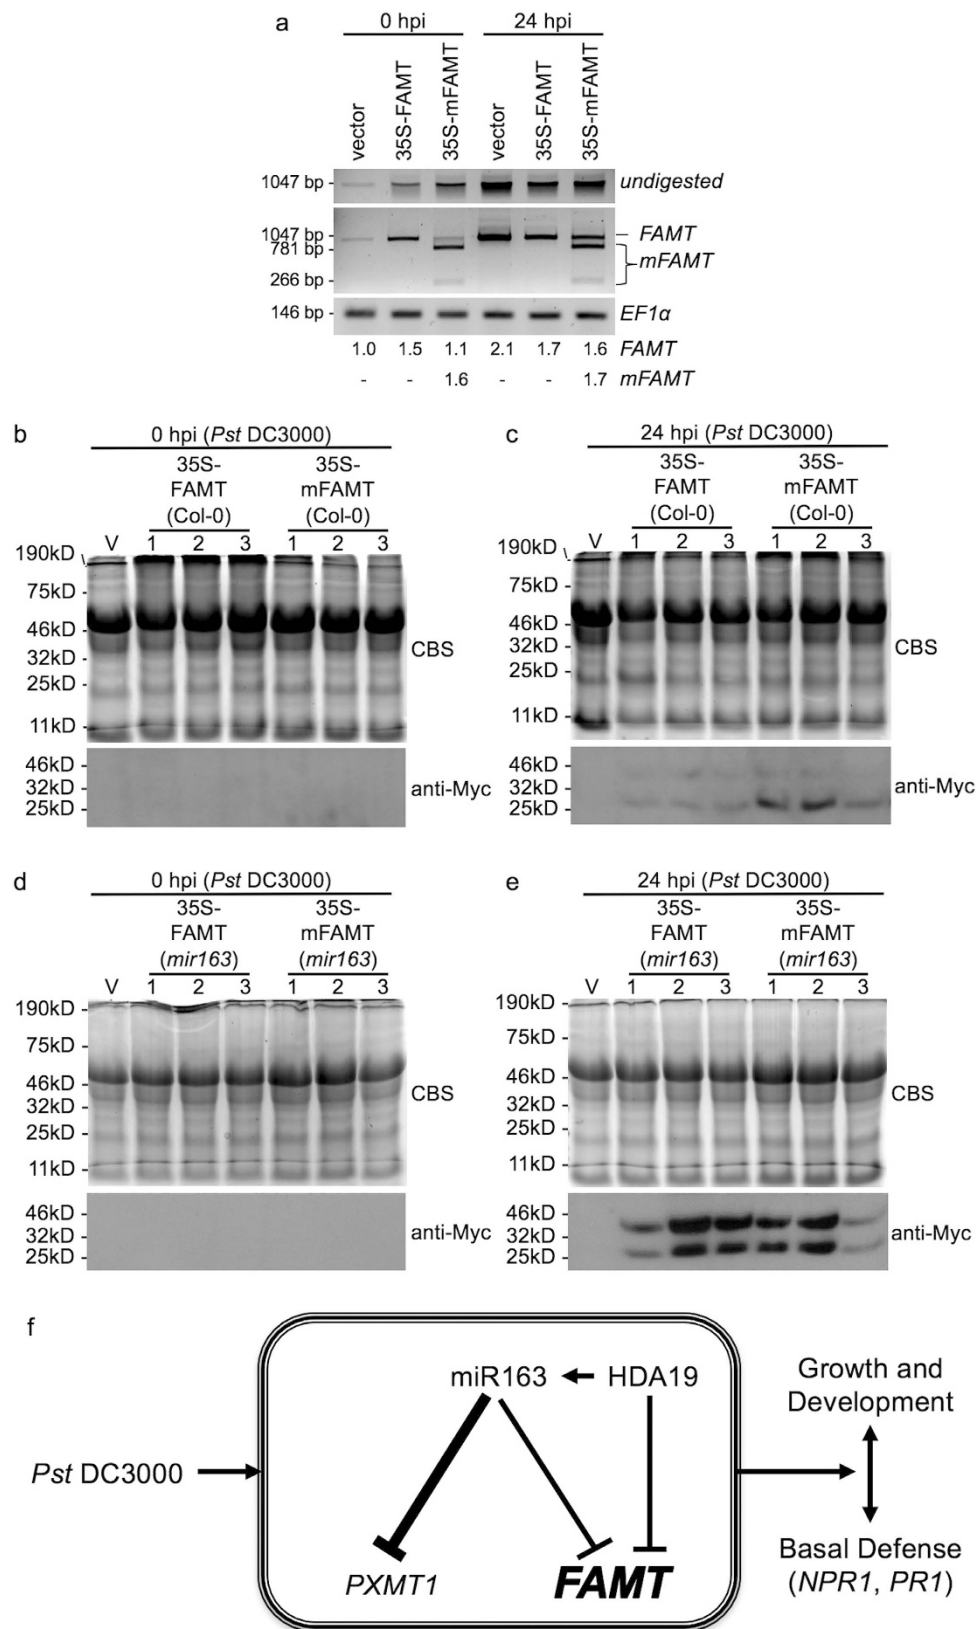 a
0 hpi 24 hpi
vector 35S-FAMT 35S-mFAMT vector 35S-FAMT 35S-mFAMT
1047 bp undigested
1047 bp FAMT
781 bp mFAMT
266 bp
146 bp EF1α
1.0 1.5 1.1 2.1 1.7 1.6 FAMT
- - 1.6 - - 1.7 mFAMT
b
0 hpi (Pst DC3000)
35S- 35S-
FAMT mFAMT
(Col-0) (Col-0)
V 1 2 3 1 2 3
190kD
75kD
46kD
32kD CBS
25kD
11kD
46kD
32kD anti-Myc
25kD
c
24 hpi (Pst DC3000)
35S- 35S-
FAMT mFAMT
(Col-0) (Col-0)
V 1 2 3 1 2 3
190kD
75kD
46kD
32kD CBS
25kD
11kD
46kD
32kD anti-Myc
25kD
d
0 hpi (Pst DC3000)
35S- 35S-
FAMT mFAMT
(mir163) (mir163)
V 1 2 3 1 2 3
190kD
75kD
46kD
32kD CBS
25kD
11kD
46kD
32kD anti-Myc
25kD
e
24 hpi (Pst DC3000)
35S- 35S-
FAMT mFAMT
(mir163) (mir163)
V 1 2 3 1 2 3
190kD
75kD
46kD
32kD CBS
25kD
11kD
46kD
32kD anti-Myc
25kD
f
miR163 HDA19
Pst DC3000
PXMT1 FAMT
Growth and
Development
Basal Defense
(NPR1, PR1)